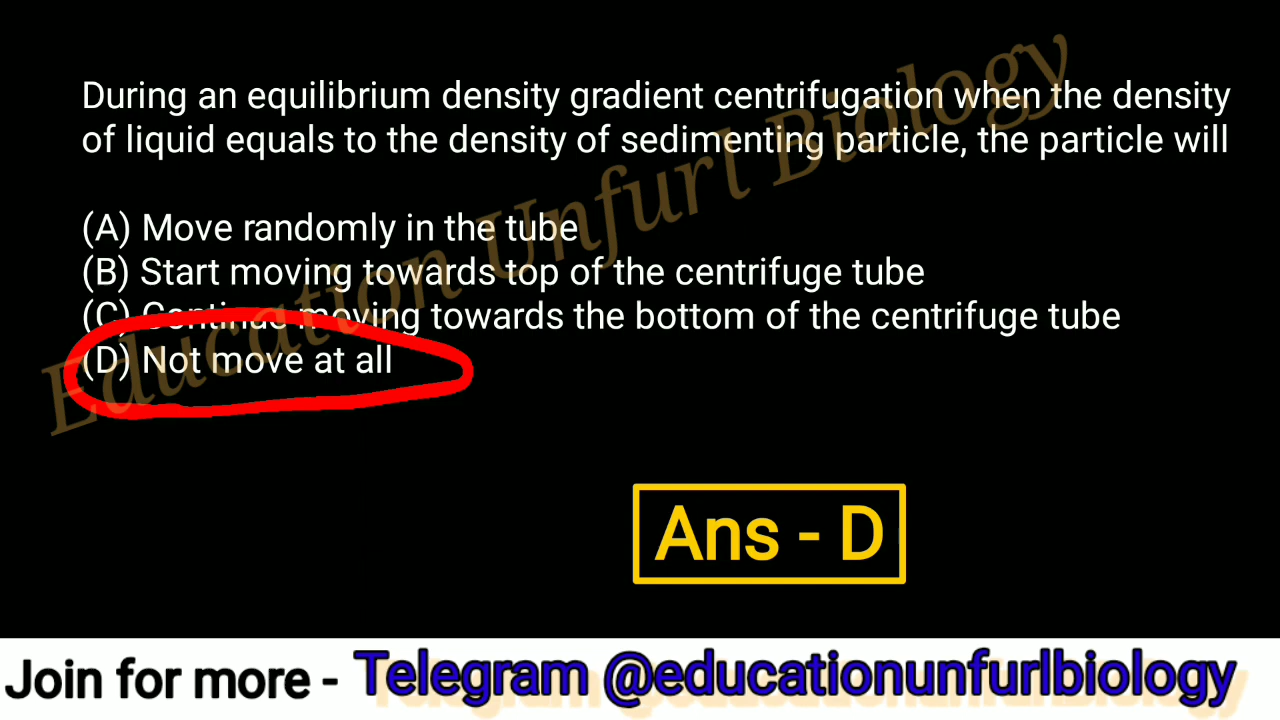 During an equilibrium density gradient centrifugation when the density
of liquid equals to the density of sedimenting particle, the particle will
(A) Move randomly in the tube
(B) Start moving towards top of the centrifuge tube
(C) Continue moving towards the bottom of the centrifuge tube
(D) Not move at all
Education Unfurl Biology
Ans - D
Join for more - Telegram @educationunfurlbiology